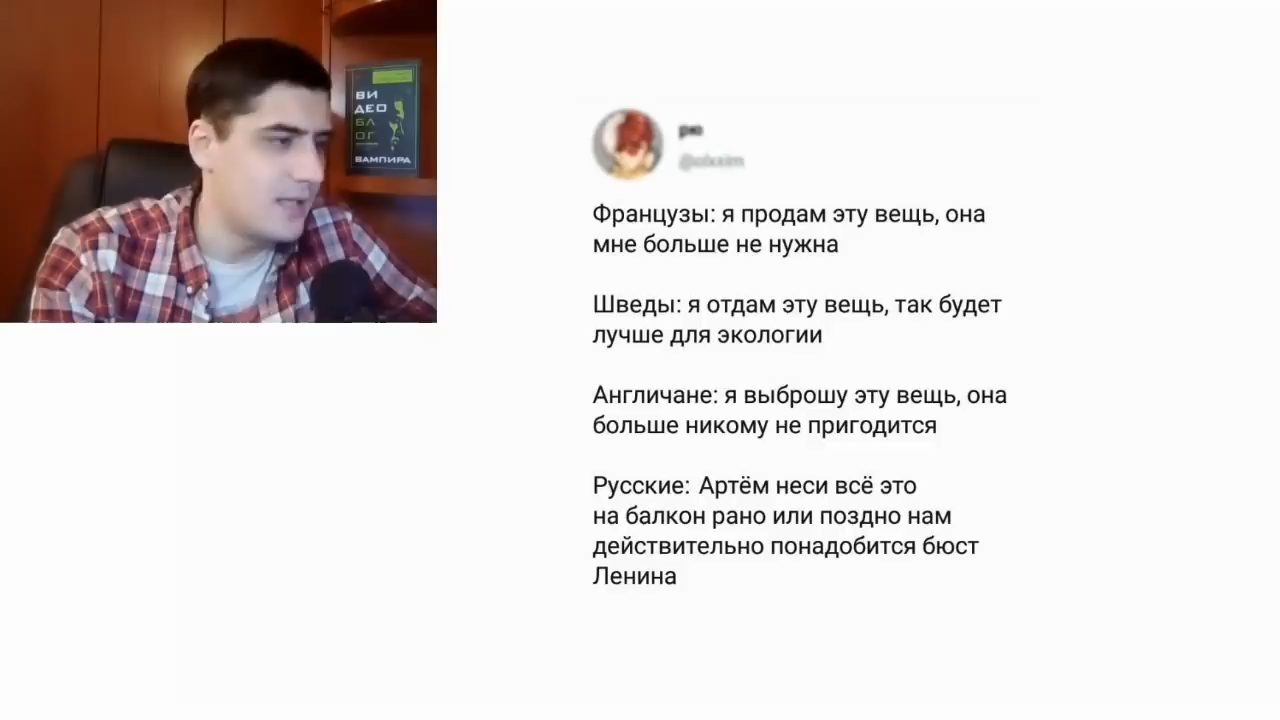 ВИ
ДЕО
БЛ
ОГ
ВАМПИРА
рю
Французы: я продам эту вещь, она
мне больше не нужна
Шведы: я отдам эту вещь, так будет
лучше для экологии
Англичане: я выброшу эту вещь, она
больше никому не пригодится
Русские: Артём неси всё это
на балкон рано или поздно нам
действительно понадобится бюст
Ленина